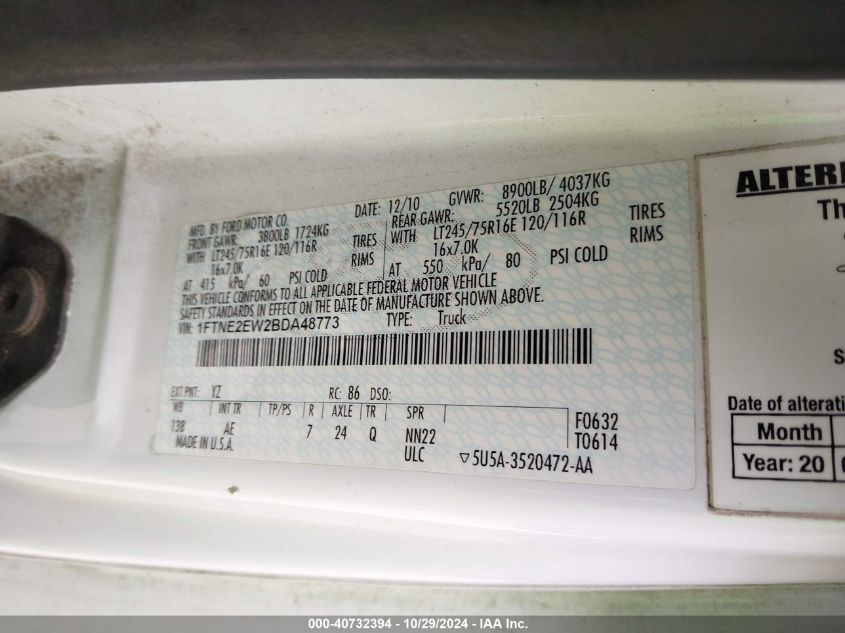 MFD. BY FORD MOTOR CO.
DATE: 12/10 GVWR: 8900LB/ 4037KG
FRONT GAWR: 3800LB 1724KG
REAR GAWR: 5520LB 2504KG
WITH LT245/75R16E 120/116R TIRES
WITH LT245/75R16E 120/116R TIRES
16x7.0K RIMS
16x7.0K RIMS
AT 415 kPa/ 60 PSI COLD
AT 550 kPa/ 80 PSI COLD
THIS VEHICLE CONFORMS TO ALL APPLICABLE FEDERAL MOTOR VEHICLE
SAFETY STANDARDS IN EFFECT ON THE DATE OF MANUFACTURE SHOWN ABOVE.
VIN: 1FTNE2EW2BDA48773 TYPE: Truck
EXT PNT: YZ RC: 86 DSO:
WB INT TR TP/PS R AXLE TR SPR
138 AE 7 24 Q NN22
F0632
T0614
MADE IN U.S.A. ULC ▽5U5A-3520472-AA
ALTER
Th
S
Date of alterati
Month
Year: 20 0
000-40732394 - 10/29/2024 - IAA Inc.